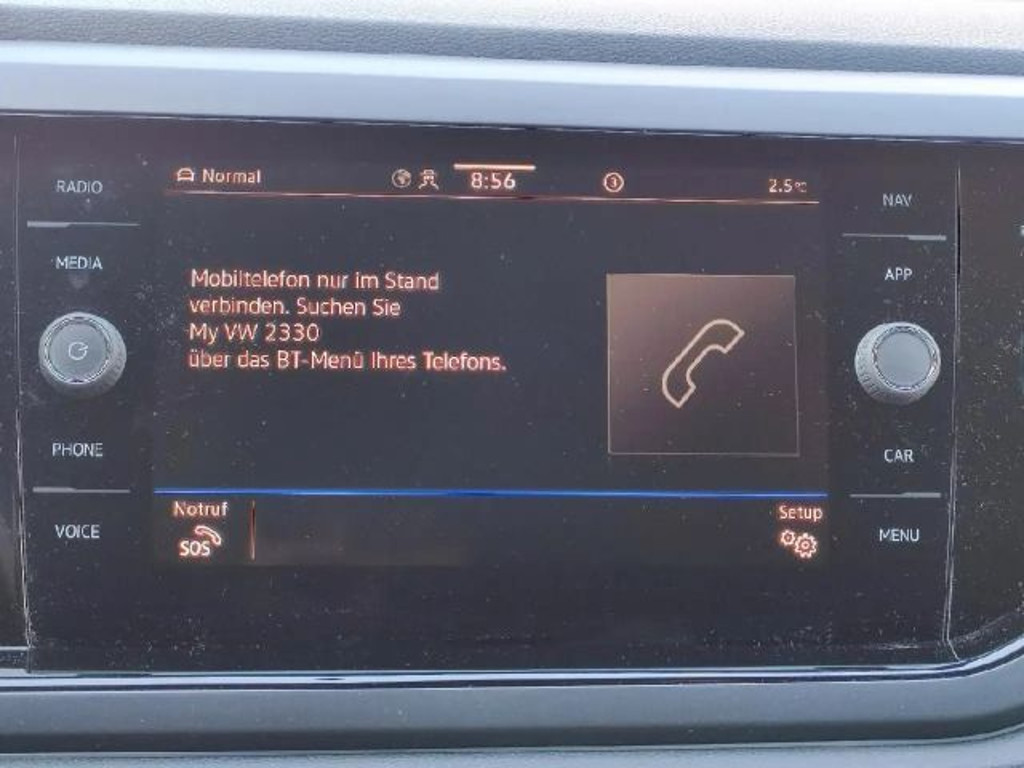 RADIO
MEDIA
PHONE
VOICE
Normal
8:56
3
2.5°C
Mobiltelefon nur im Stand
verbinden. Suchen Sie
My VW 2330
über das BT-Menü Ihres Telefons.
Notruf
SOS
Setup
NAV
APP
CAR
MENU